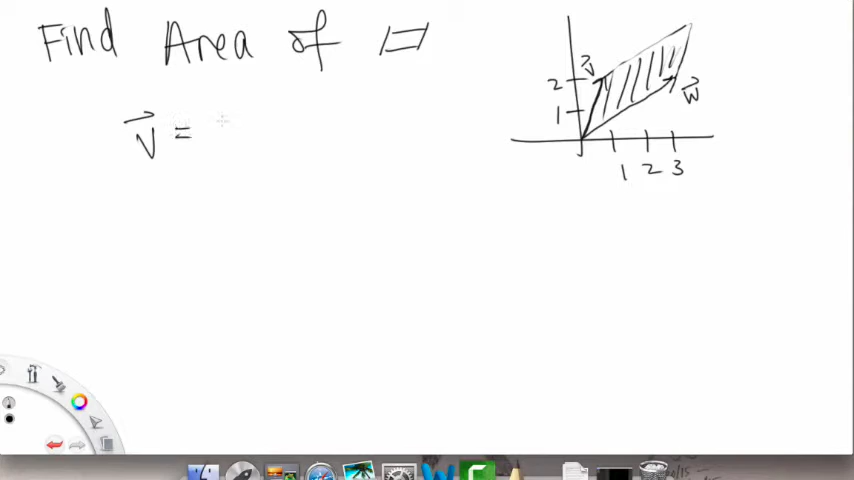 Find Area of ▱
v⃗ =
v⃗
2
1
w⃗
1 2 3